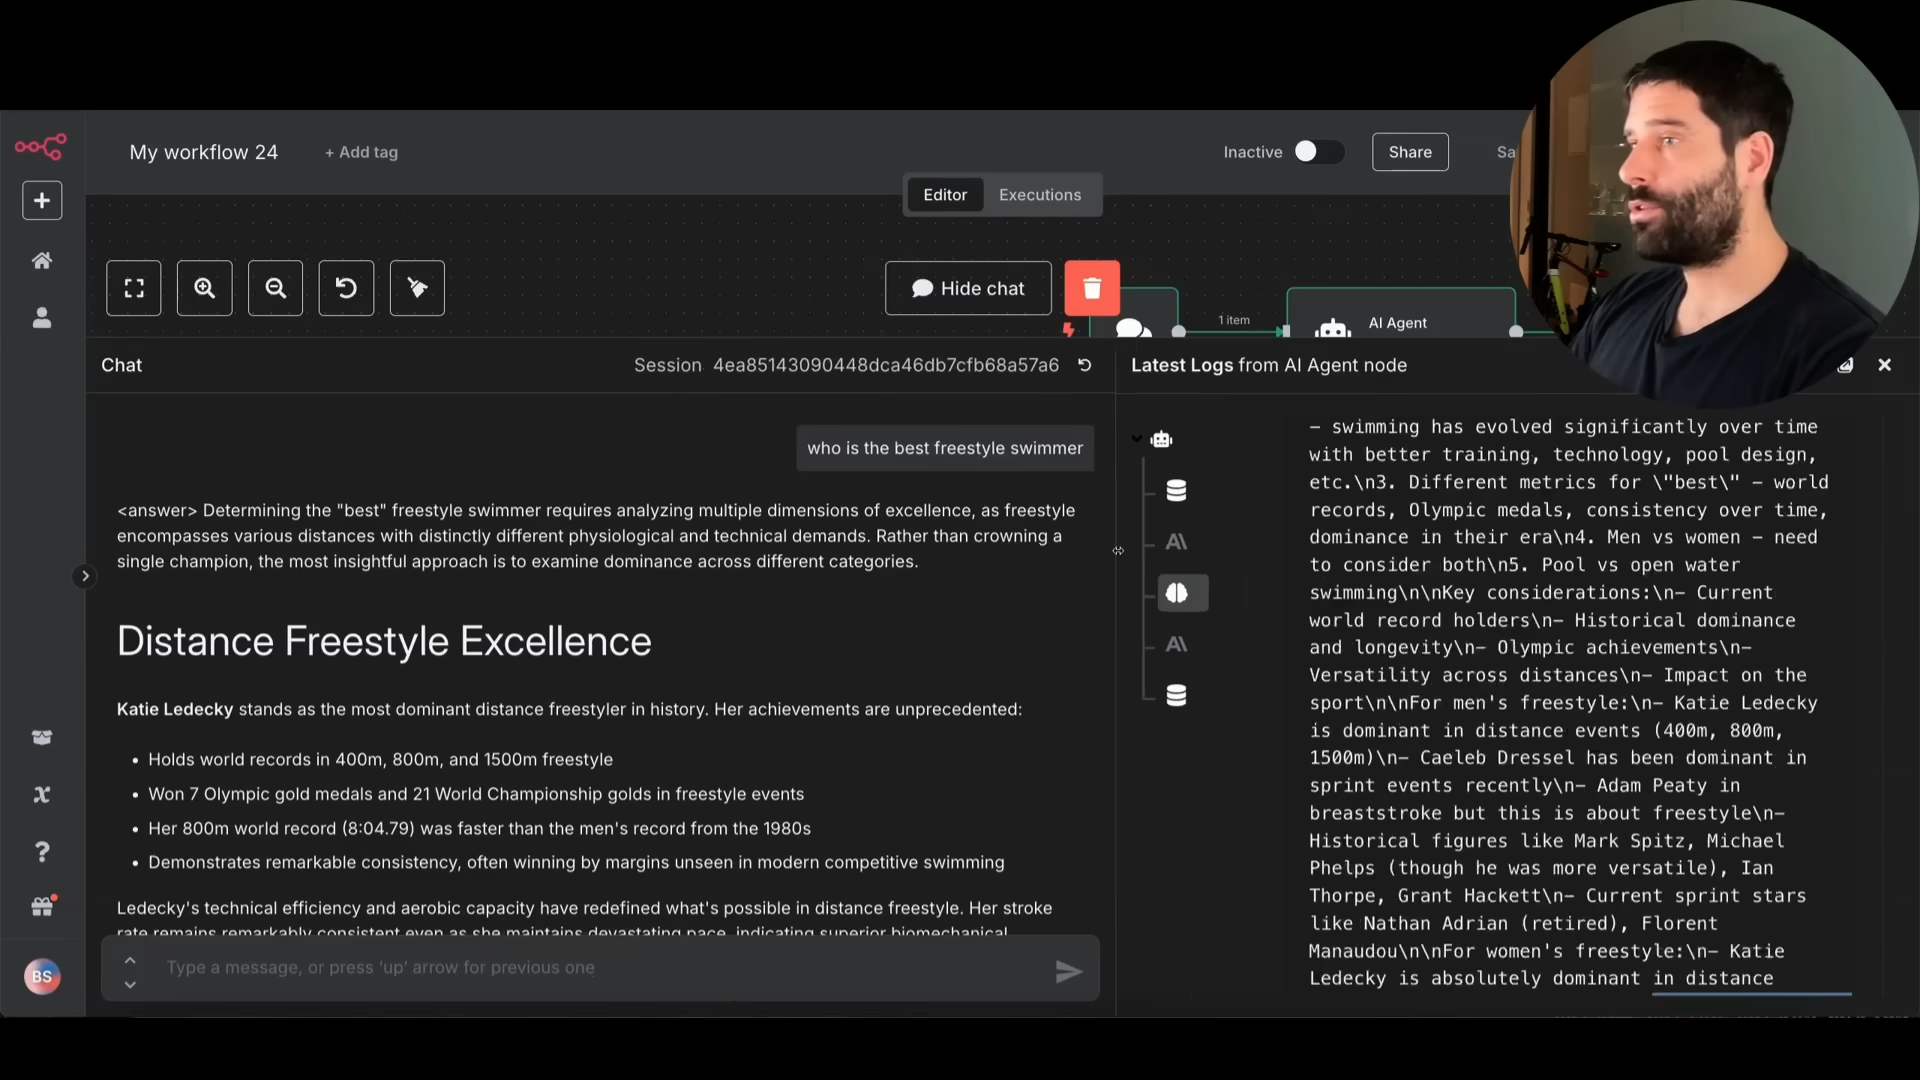 My workflow 24
+ Add tag
Inactive
Share
Sa
Editor
Executions
Hide chat
1 item
AI Agent
Chat
Session 4ea85143090448dca46db7cfb68a57a6
Latest Logs from AI Agent node
who is the best freestyle swimmer
<answer> Determining the "best" freestyle swimmer requires analyzing multiple dimensions of excellence, as freestyle
encompasses various distances with distinctly different physiological and technical demands. Rather than crowning a
single champion, the most insightful approach is to examine dominance across different categories.
Distance Freestyle Excellence
Katie Ledecky stands as the most dominant distance freestyler in history. Her achievements are unprecedented:
• Holds world records in 400m, 800m, and 1500m freestyle
• Won 7 Olympic gold medals and 21 World Championship golds in freestyle events
• Her 800m world record (8:04.79) was faster than the men's record from the 1980s
• Demonstrates remarkable consistency, often winning by margins unseen in modern competitive swimming
Ledecky's technical efficiency and aerobic capacity have redefined what's possible in distance freestyle. Her stroke
rate remains remarkably consistent even as she maintains devastating pace, indicating superior biomechanical
Type a message, or press 'up' arrow for previous one
BS
- swimming has evolved significantly over time
with better training, technology, pool design,
etc.\n3. Different metrics for \"best\" - world
records, Olympic medals, consistency over time,
dominance in their era\n4. Men vs women - need
to consider both\n5. Pool vs open water
swimming\n\nKey considerations:\n- Current
world record holders\n- Historical dominance
and longevity\n- Olympic achievements\n-
Versatility across distances\n- Impact on the
sport\n\nFor men's freestyle:\n- Katie Ledecky
is dominant in distance events (400m, 800m,
1500m)\n- Caeleb Dressel has been dominant in
sprint events recently\n- Adam Peaty in
breaststroke but this is about freestyle\n-
Historical figures like Mark Spitz, Michael
Phelps (though he was more versatile), Ian
Thorpe, Grant Hackett\n- Current sprint stars
like Nathan Adrian (retired), Florent
Manaudou\n\nFor women's freestyle:\n- Katie
Ledecky is absolutely dominant in distance